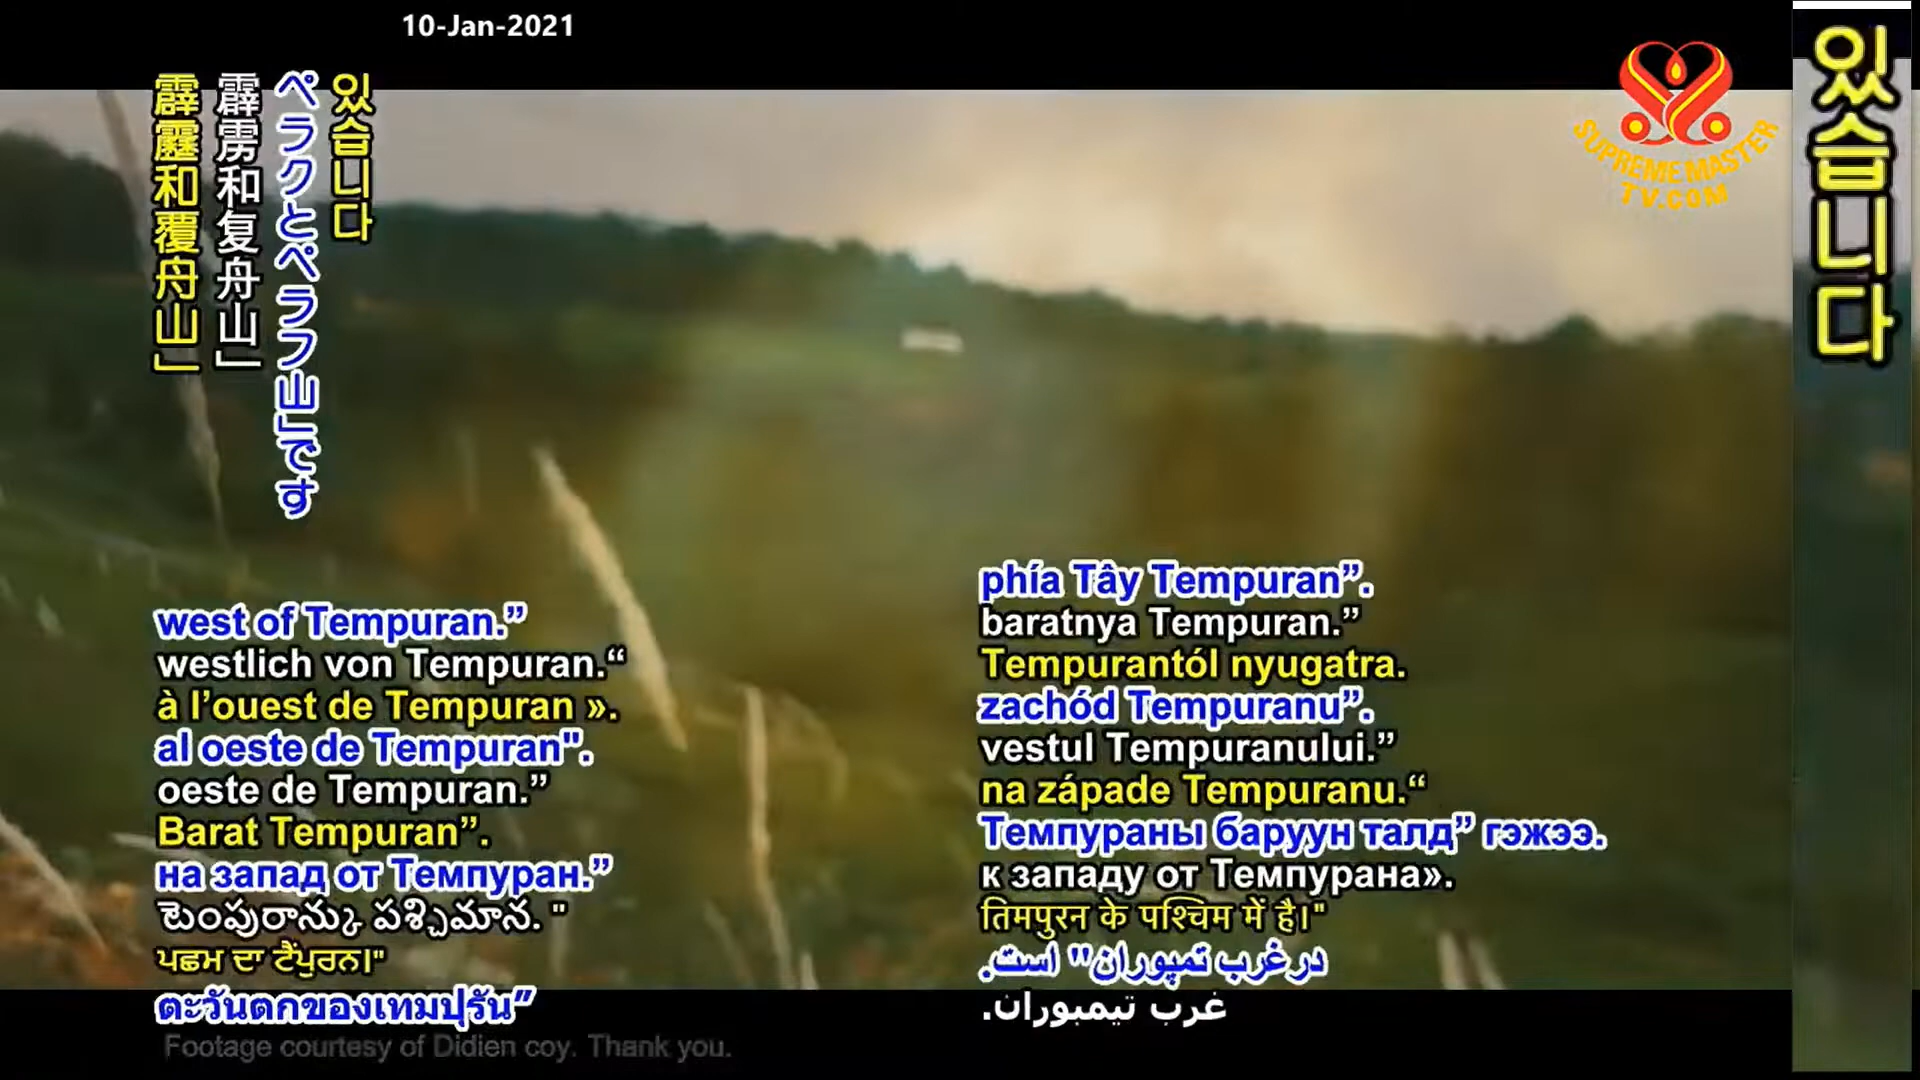 10-Jan-2021
있습니다
ペラクとペラフ山」です
霹雳和复舟山」
霹靂和覆舟山」
SUPREME MASTER
TV.COM
있습니다
west of Tempuran.”
westlich von Tempuran.“
à l’ouest de Tempuran ».
al oeste de Tempuran".
oeste de Tempuran.”
Barat Tempuran”.
на запад от Темпуран.”
టెంపురాన్కు పశ్చిమాన. "
ਪਛਮ ਦਾ ਟੈਂਪੁਰਨ।"
ตะวันตกของเทมปุรัน”
Footage courtesy of Didien coy. Thank you.
phía Tây Tempuran”.
baratnya Tempuran.”
Tempurantól nyugatra.
zachód Tempuranu”.
vestul Tempuranului.”
na západe Tempuranu.“
Темпураны баруун талд” гэжээ.
к западу от Темпурана».
तिमपुरन के पश्चिम में है।"
درغرب تمپوران" است.
غرب تيمبوران.